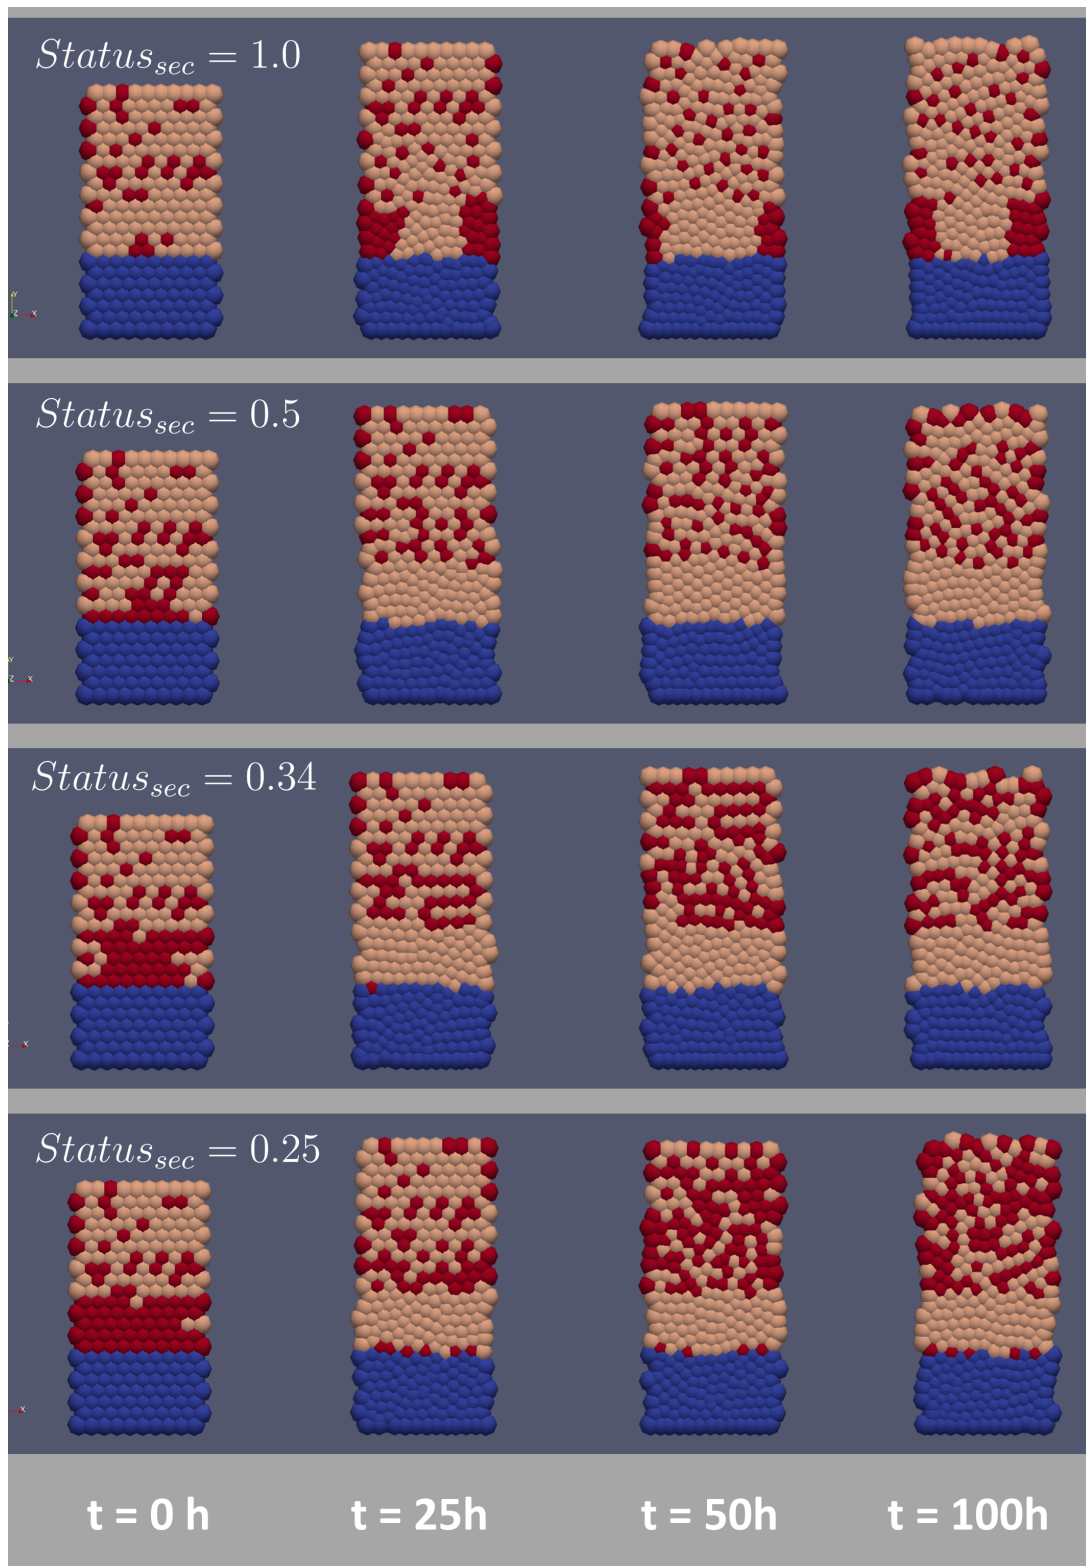 Status_sec = 1.0
Y
Z X
Status_sec = 0.5
Y
Z X
Status_sec = 0.34
X
Status_sec = 0.25
X
t = 0 h t = 25h t = 50h t = 100h